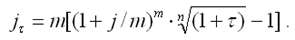 j_τ = m[(1 + j/m)^m · ⁿ√((1 + τ)) − 1].